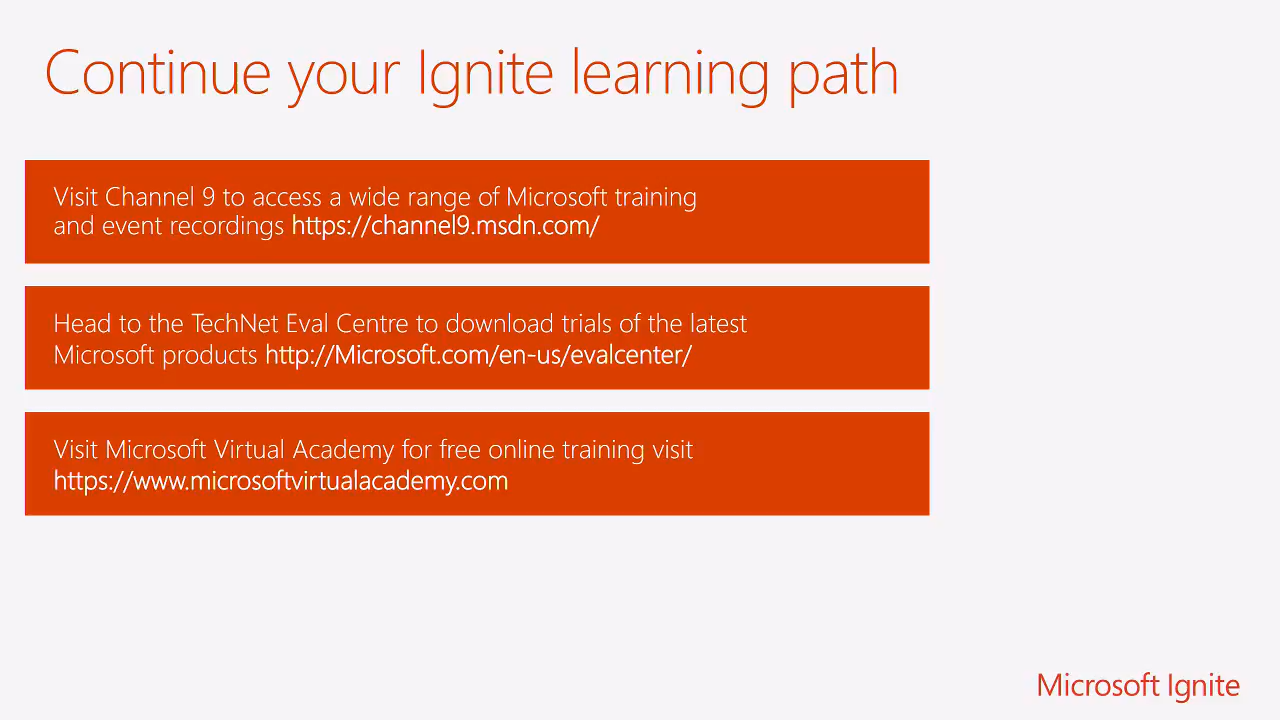 Continue your Ignite learning path
Visit Channel 9 to access a wide range of Microsoft training
and event recordings https://channel9.msdn.com/
Head to the TechNet Eval Centre to download trials of the latest
Microsoft products http://Microsoft.com/en-us/evalcenter/
Visit Microsoft Virtual Academy for free online training visit
https://www.microsoftvirtualacademy.com
Microsoft Ignite